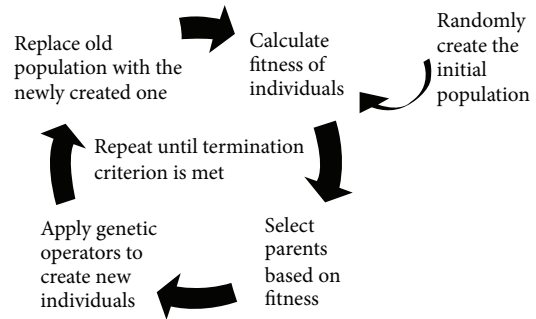 Randomly
create the
initial
population
Calculate
fitness of
individuals
Select
parents
based on
fitness
Apply genetic
operators to
create new
individuals
Replace old
population with the
newly created one
Repeat until termination
criterion is met